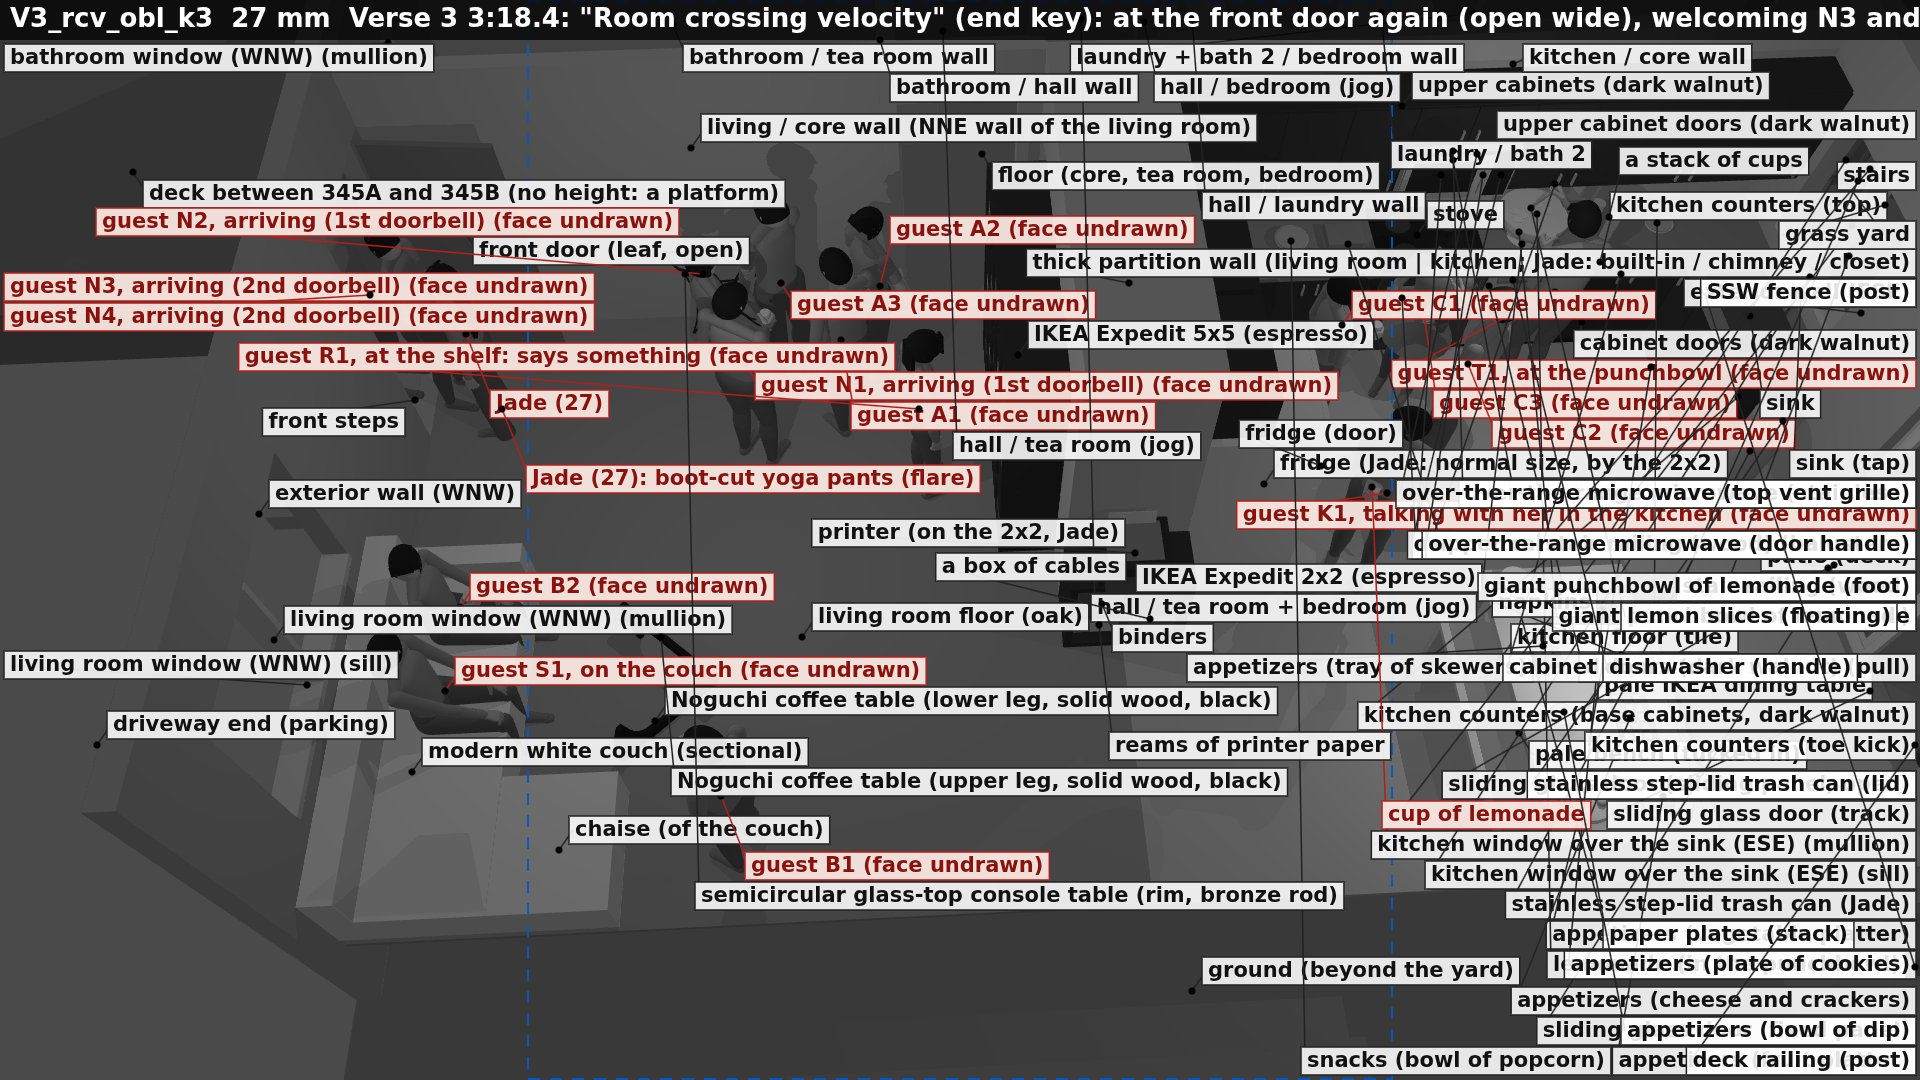 V3_rcv_obl_k3 27 mm Verse 3 3:18.4: "Room crossing velocity" (end key): at the front door again (open wide), welcoming N3 and
bathroom window (WNW) (mullion)
bathroom / tea room wall
laundry + bath 2 / bedroom wall
kitchen / core wall
bathroom / hall wall
hall / bedroom (jog)
upper cabinets (dark walnut)
living / core wall (NNE wall of the living room)
upper cabinet doors (dark walnut)
laundry / bath 2
a stack of cups
floor (core, tea room, bedroom)
stairs
deck between 345A and 345B (no height: a platform)
hall / laundry wall
stove
kitchen counters (top)
guest N2, arriving (1st doorbell) (face undrawn)
guest A2 (face undrawn)
grass yard
front door (leaf, open)
thick partition wall (living room | kitchen; Jade: built-in / chimney / closet)
guest N3, arriving (2nd doorbell) (face undrawn)
SSW fence (post)
guest A3 (face undrawn)
guest C1 (face undrawn)
guest N4, arriving (2nd doorbell) (face undrawn)
IKEA Expedit 5x5 (espresso)
cabinet doors (dark walnut)
guest R1, at the shelf: says something (face undrawn)
guest T1, at the punchbowl (face undrawn)
guest N1, arriving (1st doorbell) (face undrawn)
Jade (27)
guest C3 (face undrawn)
sink
guest A1 (face undrawn)
front steps
fridge (door)
guest C2 (face undrawn)
hall / tea room (jog)
fridge (Jade: normal size, by the 2x2)
sink (tap)
Jade (27): boot-cut yoga pants (flare)
exterior wall (WNW)
over-the-range microwave (top vent grille)
guest K1, talking with her in the kitchen (face undrawn)
printer (on the 2x2, Jade)
over-the-range microwave (door handle)
a box of cables
IKEA Expedit 2x2 (espresso)
guest B2 (face undrawn)
giant punchbowl of lemonade (foot)
hall / tea room + bedroom (jog)
living room window (WNW) (mullion)
living room floor (oak)
giant
lemon slices (floating)
binders
kitchen floor (tile)
living room window (WNW) (sill)
guest S1, on the couch (face undrawn)
appetizers (tray of skewer
cabinet
dishwasher (handle)
pull)
pale IKEA dining table
Noguchi coffee table (lower leg, solid wood, black)
kitchen counters (base cabinets, dark walnut)
driveway end (parking)
modern white couch (sectional)
reams of printer paper
pale
kitchen counters (toe kick)
Noguchi coffee table (upper leg, solid wood, black)
sliding
stainless step-lid trash can (lid)
cup of lemonade
sliding glass door (track)
chaise (of the couch)
kitchen window over the sink (ESE) (mullion)
guest B1 (face undrawn)
kitchen window over the sink (ESE) (sill)
semicircular glass-top console table (rim, bronze rod)
stainless step-lid trash can (Jade)
paper plates (stack)
tter)
appetizers (plate of cookies)
ground (beyond the yard)
appetizers (cheese and crackers)
sliding
appetizers (bowl of dip)
snacks (bowl of popcorn)
appet
deck railing (post)